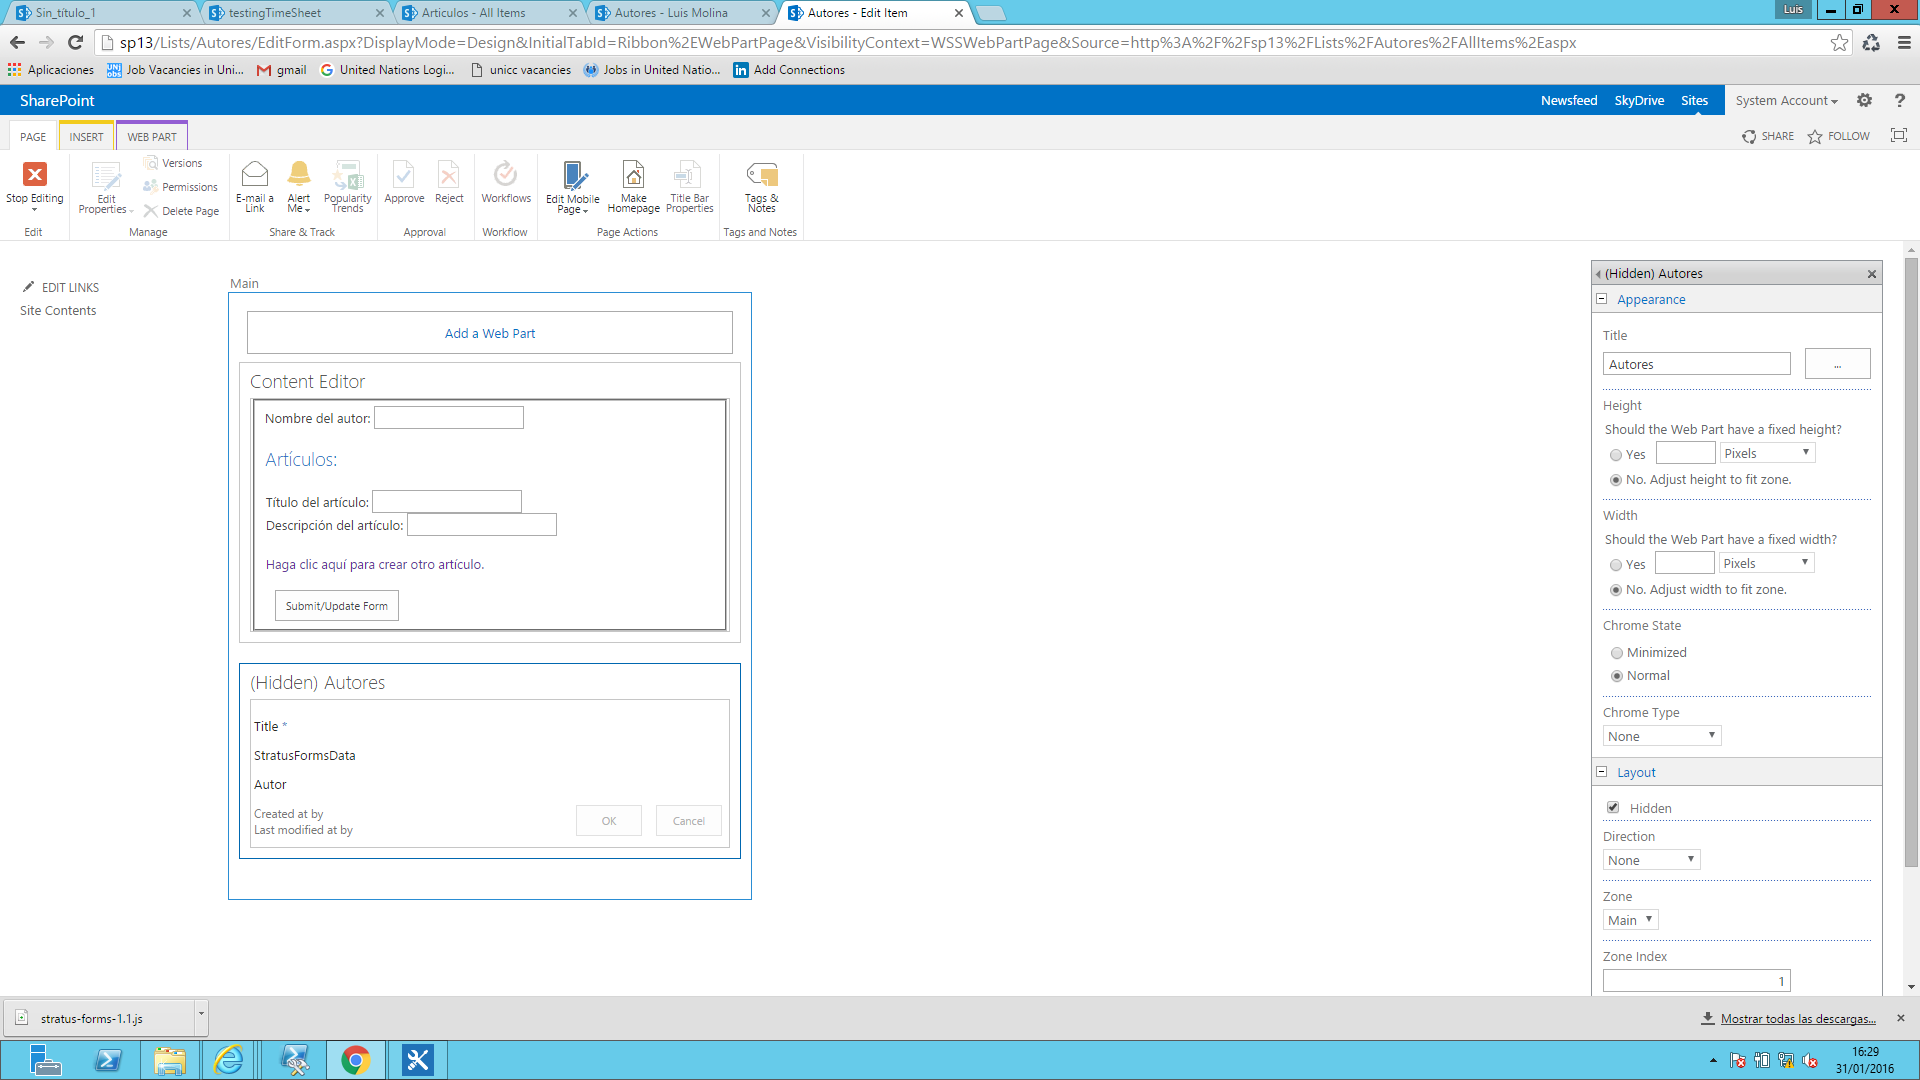 Sin_título_1
testingTimeSheet
Articulos - All Items
Autores - Luis Molina
Autores - Edit Item
Luis
sp13/Lists/Autores/EditForm.aspx?DisplayMode=Design&InitialTabId=Ribbon%2EWebPartPage&VisibilityContext=WSSWebPartPage&Source=http%3A%2F%2Fsp13%2FLists%2FAutores%2FAllItems%2Easpx
Aplicaciones
Job Vacancies in Uni...
gmail
United Nations Logi...
unicc vacancies
Jobs in United Natio...
Add Connections
SharePoint
Newsfeed
SkyDrive
Sites
System Account
?
PAGE
INSERT
WEB PART
SHARE
FOLLOW
Stop Editing
Edit
Edit Properties
Versions
Permissions
Delete Page
Manage
E-mail a Link
Alert Me
Popularity Trends
Share & Track
Approve
Reject
Approval
Workflows
Workflow
Edit Mobile Page
Make Homepage
Title Bar Properties
Page Actions
Tags & Notes
Tags and Notes
EDIT LINKS
Site Contents
Main
Add a Web Part
Content Editor
Nombre del autor:
Artículos:
Título del artículo:
Descripción del artículo:
Haga clic aquí para crear otro artículo.
Submit/Update Form
(Hidden) Autores
Title *
StratusFormsData
Autor
Created at by
Last modified at by
OK
Cancel
(Hidden) Autores
Appearance
Title
Autores
...
Height
Should the Web Part have a fixed height?
Yes
Pixels
No. Adjust height to fit zone.
Width
Should the Web Part have a fixed width?
Yes
Pixels
No. Adjust width to fit zone.
Chrome State
Minimized
Normal
Chrome Type
None
Layout
Hidden
Direction
None
Zone
Main
Zone Index
1
stratus-forms-1.1.js
Mostrar todas las descargas...
16:29
31/01/2016